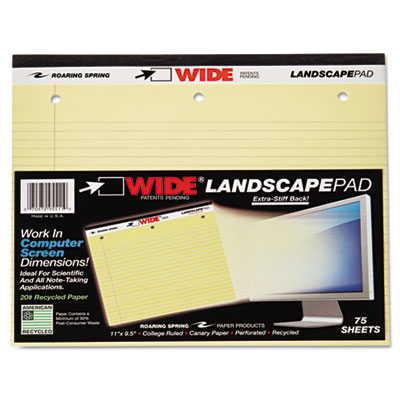 ROARING SPRING WIDE PATENTS PENDING LANDSCAPEPAD
WIDE® LANDSCAPEPAD
PATENTS PENDING
Extra-Stiff Back!
MADE IN U.S.A.
Work In
Computer
Screen
Dimensions!
Ideal For Scientific
And All Note-Taking
Applications.
20# Recycled Paper
AMERICAN
RECYCLED
Paper Contains a
Minimum of 30%
Post-Consumer Waste
ROARING SPRING PAPER PRODUCTS
11"x 9.5" • College Ruled • Canary Paper • Perforated • Recycled
75
SHEETS